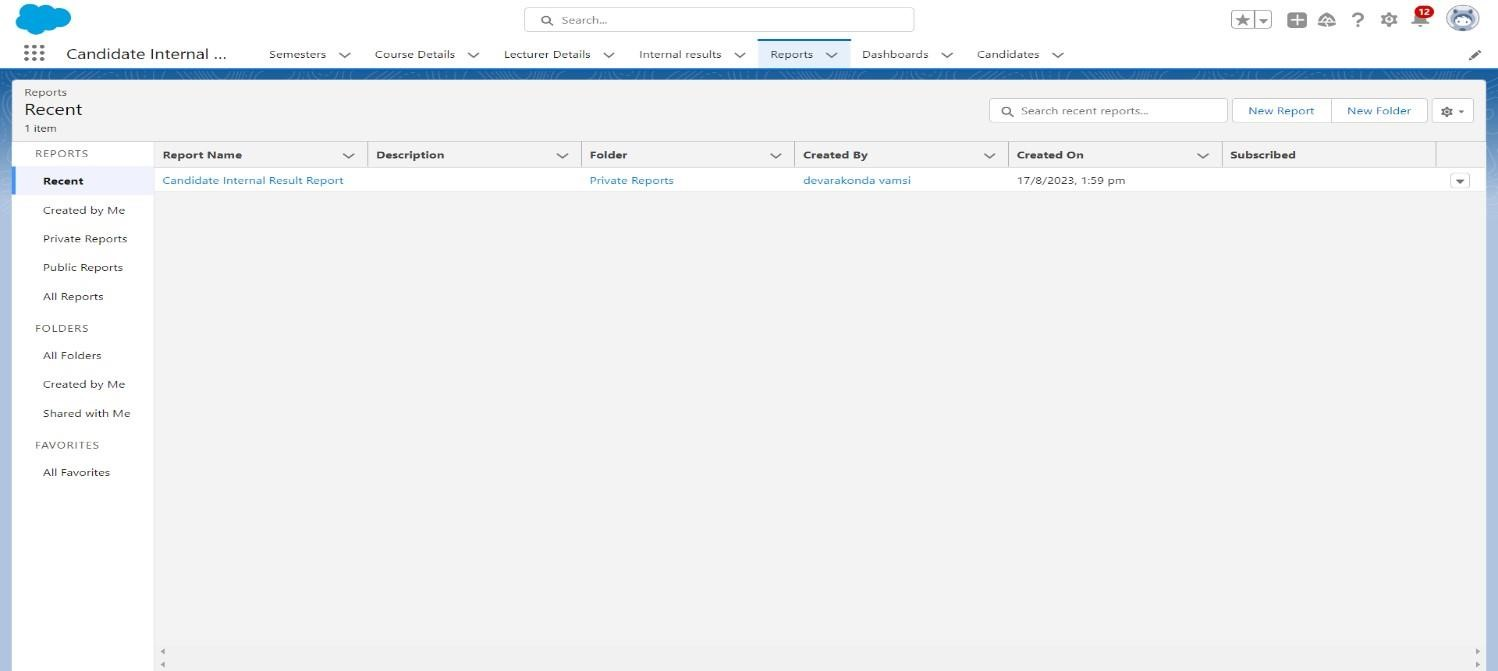 Search...
12
Candidate Internal ... Semesters Course Details Lecturer Details Internal results Reports Dashboards Candidates
Reports
Recent
1 item
Search recent reports... New Report New Folder
REPORTS
Report Name Description Folder Created By Created On Subscribed
Recent
Candidate Internal Result Report Private Reports devarakonda vamsi 17/8/2023, 1:59 pm
Created by Me
Private Reports
Public Reports
All Reports
FOLDERS
All Folders
Created by Me
Shared with Me
FAVORITES
All Favorites